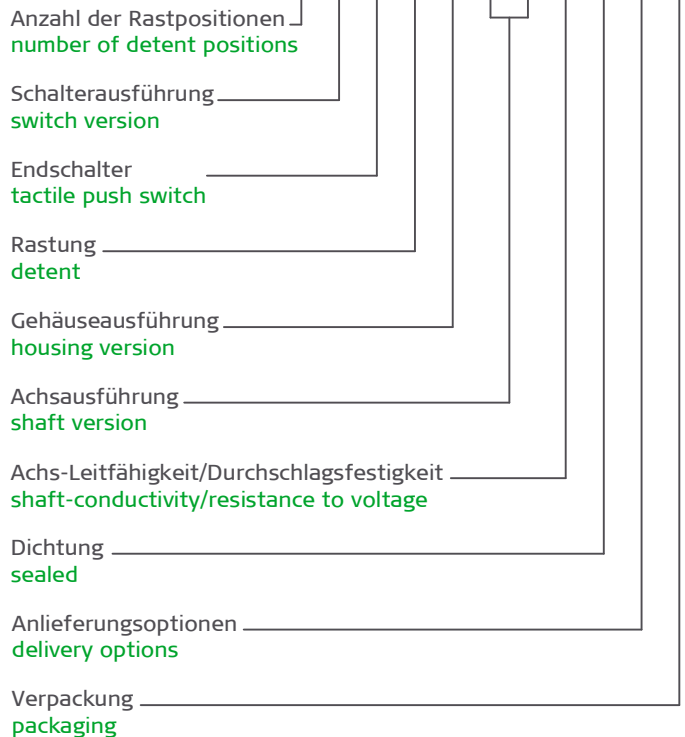 Anzahl der Rastpositionen
number of detent positions
Schalterausführung
switch version
Endschalter
tactile push switch
Rastung
detent
Gehäuseausführung
housing version
Achsausführung
shaft version
Achs-Leitfähigkeit/Durchschlagsfestigkeit
shaft-conductivity/resistance to voltage
Dichtung
sealed
Anlieferungsoptionen
delivery options
Verpackung
packaging